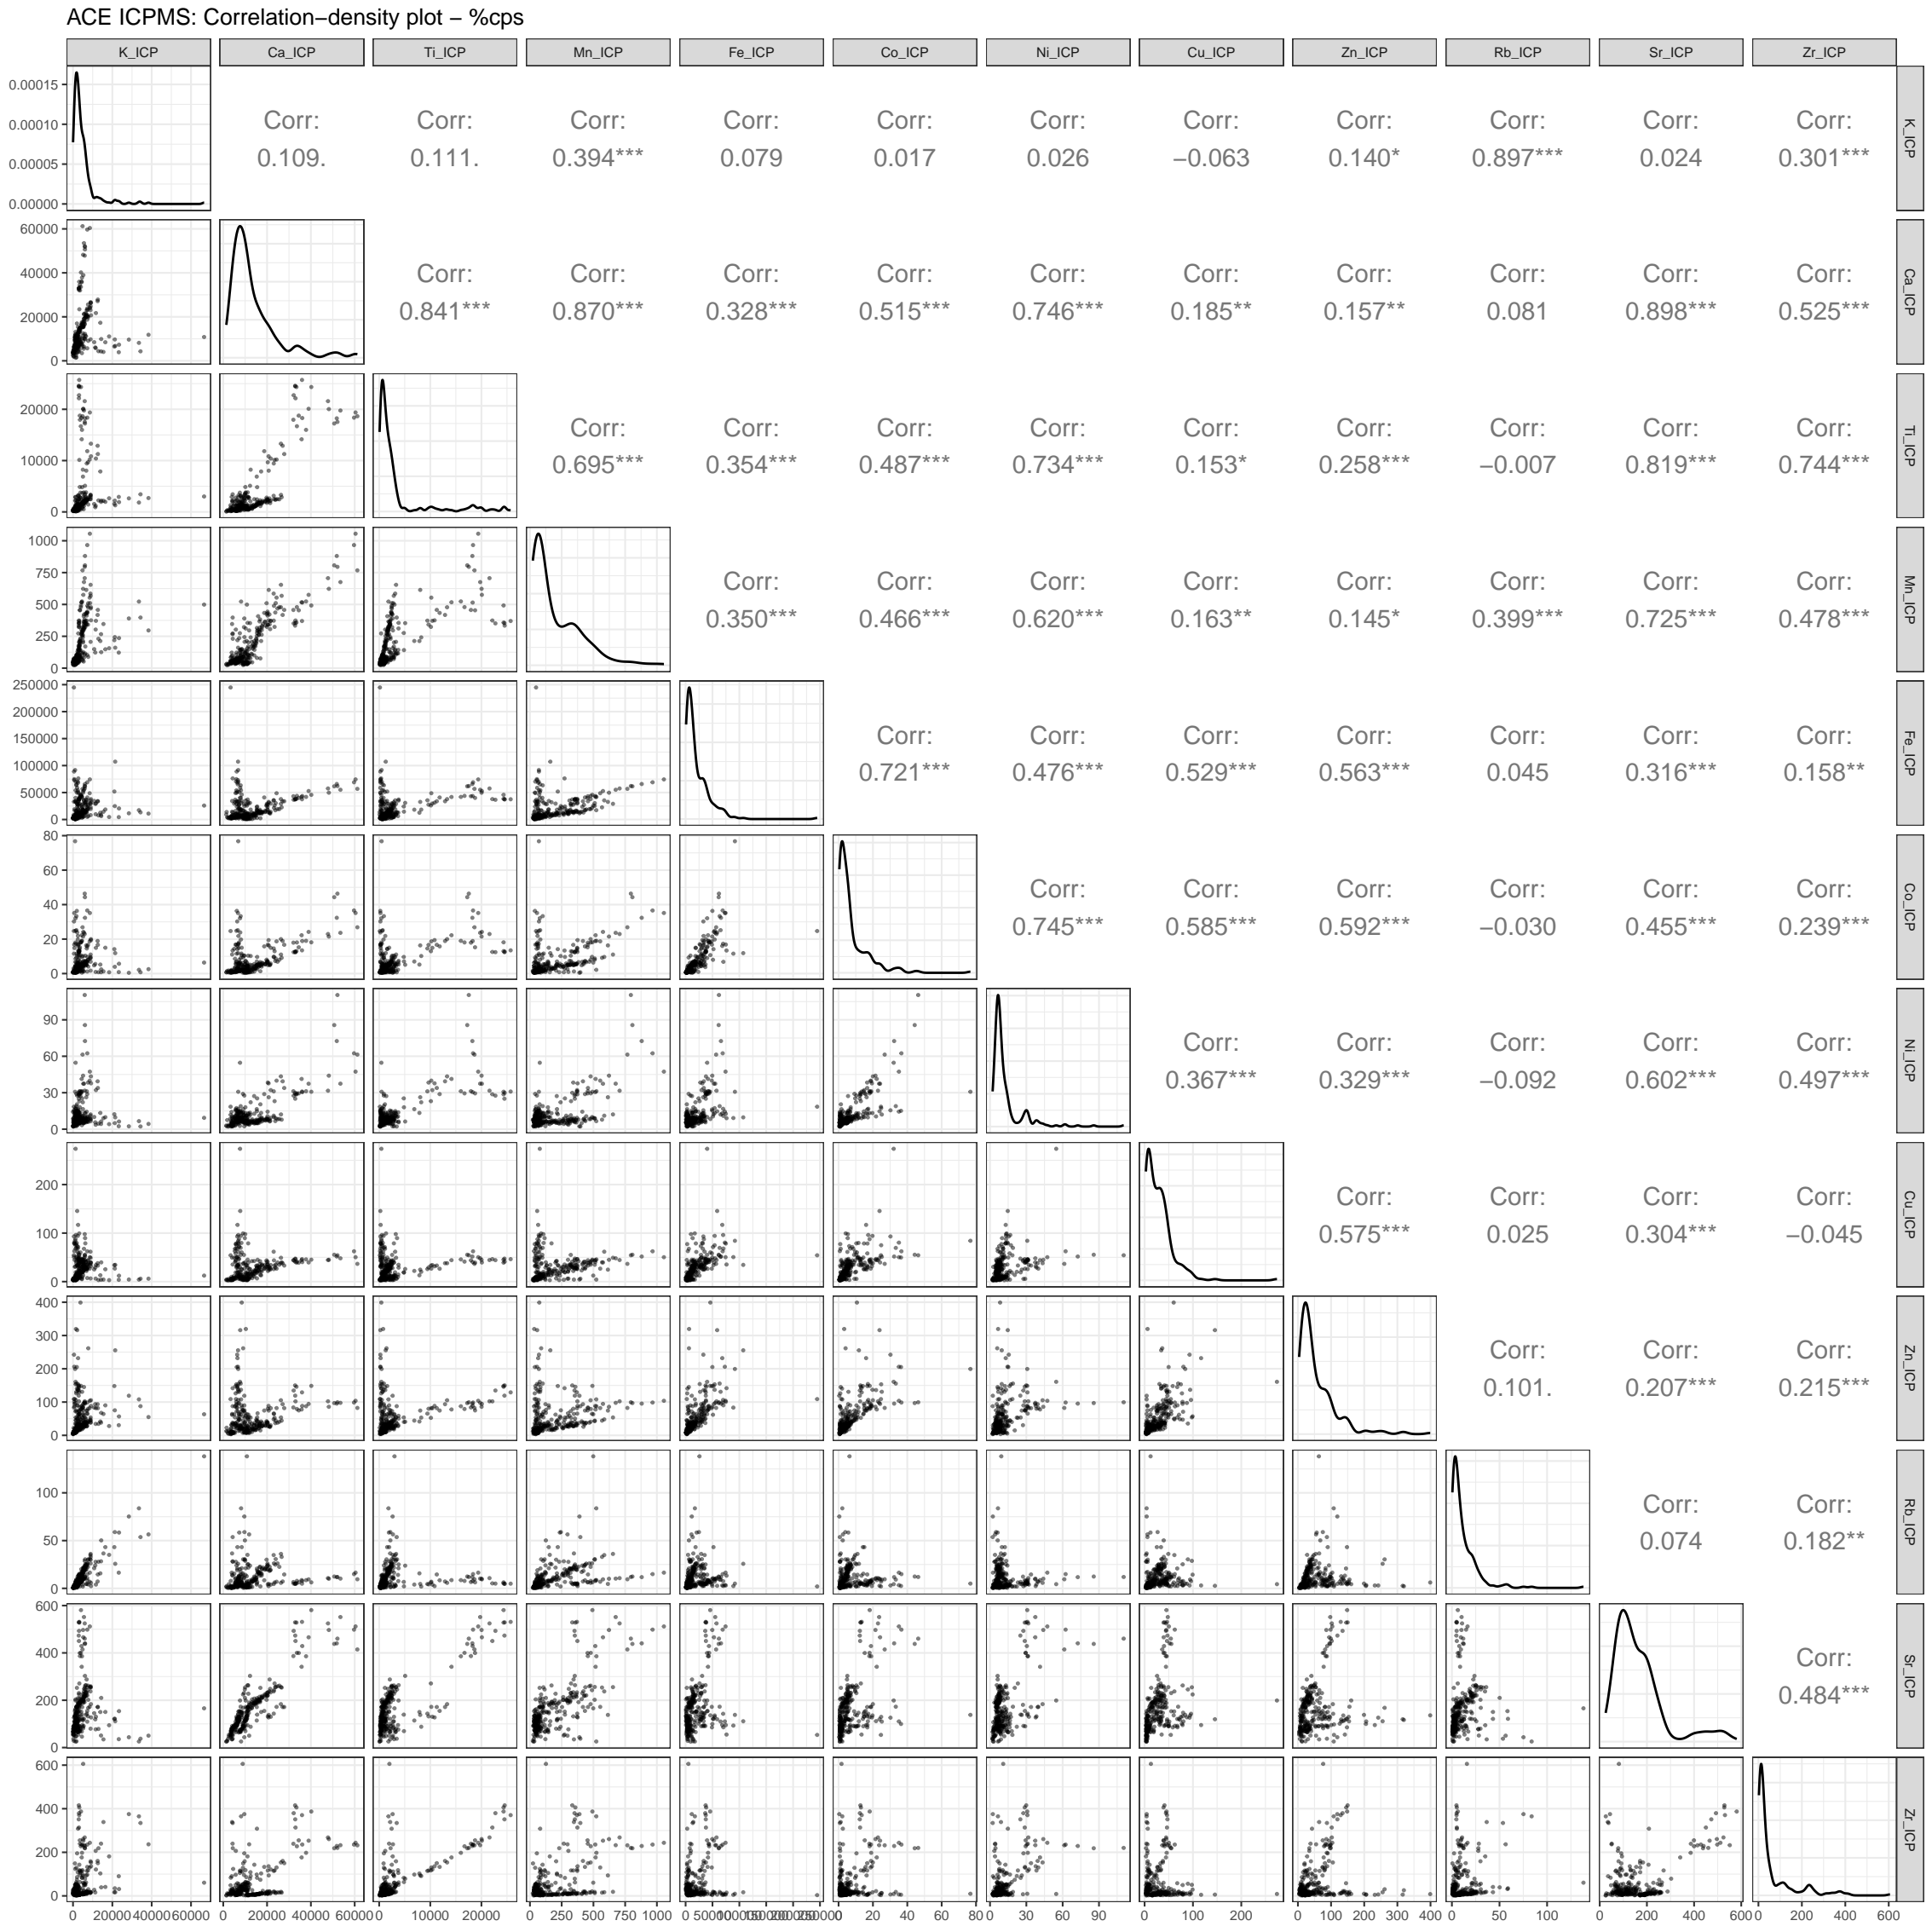 ACE ICPMS: Correlation−density plot − %cps
K_ICP Ca_ICP Ti_ICP Mn_ICP Fe_ICP Co_ICP Ni_ICP Cu_ICP Zn_ICP Rb_ICP Sr_ICP Zr_ICP
0.00015
0.00010
0.00005
0.00000
Corr: Corr: Corr: Corr: Corr: Corr: Corr: Corr: Corr: Corr: Corr:
0.109. 0.111. 0.394*** 0.079 0.017 0.026 −0.063 0.140* 0.897*** 0.024 0.301***
K_ICP
60000
40000
20000
0
Corr: Corr: Corr: Corr: Corr: Corr: Corr: Corr: Corr: Corr:
0.841*** 0.870*** 0.328*** 0.515*** 0.746*** 0.185** 0.157** 0.081 0.898*** 0.525***
Ca_ICP
20000
10000
0
Corr: Corr: Corr: Corr: Corr: Corr: Corr: Corr: Corr:
0.695*** 0.354*** 0.487*** 0.734*** 0.153* 0.258*** −0.007 0.819*** 0.744***
Ti_ICP
1000
750
500
250
0
Corr: Corr: Corr: Corr: Corr: Corr: Corr: Corr:
0.350*** 0.466*** 0.620*** 0.163** 0.145* 0.399*** 0.725*** 0.478***
Mn_ICP
250000
200000
150000
100000
50000
0
Corr: Corr: Corr: Corr: Corr: Corr: Corr:
0.721*** 0.476*** 0.529*** 0.563*** 0.045 0.316*** 0.158**
Fe_ICP
80
60
40
20
0
Corr: Corr: Corr: Corr: Corr: Corr:
0.745*** 0.585*** 0.592*** −0.030 0.455*** 0.239***
Co_ICP
90
60
30
0
Corr: Corr: Corr: Corr: Corr:
0.367*** 0.329*** −0.092 0.602*** 0.497***
Ni_ICP
200
100
0
Corr: Corr: Corr: Corr:
0.575*** 0.025 0.304*** −0.045
Cu_ICP
400
300
200
100
0
Corr: Corr: Corr:
0.101. 0.207*** 0.215***
Zn_ICP
100
50
0
Corr: Corr:
0.074 0.182**
Rb_ICP
600
400
200
0
Corr:
0.484***
Sr_ICP
600
400
200
0
Zr_ICP
0 20000 40000 60000 0 20000 40000 60000 0 10000 20000 0 250 500 750 1000 0 50000 100000 150000 200000 250000 0 20 40 60 80 0 30 60 90 0 100 200 0 100 200 300 400 0 50 100 0 200 400 600 0 200 400 600